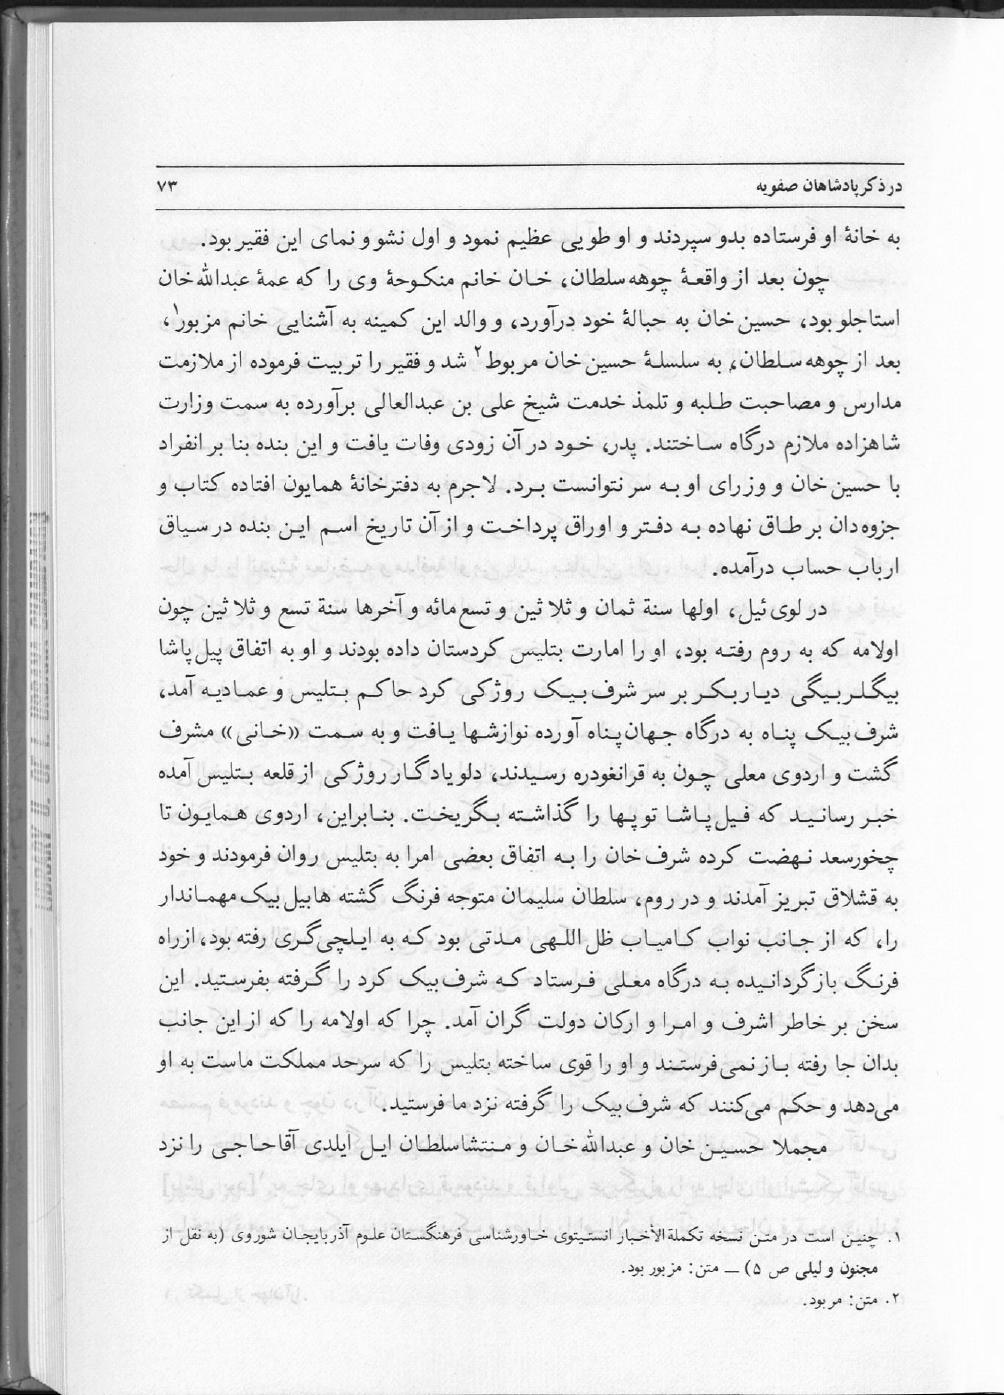 در ذکر پادشاهان صفویه ۷۳
به خانهٔ او فرستاده بدو سپردند و او طویی عظیم نمود و اول نشو و نمای این فقیر بود.
چون بعد از واقعهٔ چوهه‌سلطان، خان خانم منکوحهٔ وی را که عمهٔ عبدالله‌خان
استاجلو بود، حسین‌خان به حبالهٔ خود درآورد، و والد این کمینه به آشنایی خانم مزبور۱،
بعد از چوهه‌سلطان، به سلسلهٔ حسین‌خان مربوط۲ شد و فقیر را تربیت فرموده از ملازمت
مدارس و مصاحبت طلبه و تلمذ خدمت شیخ علی بن عبدالعالی برآورده به سمت وزارت
شاهزاده ملازم درگاه ساختند. پدر، خود در آن زودی وفات یافت و این بنده بنا بر انفراد
با حسین‌خان و وزرای او به سر نتوانست برد. لاجرم به دفترخانهٔ همایون افتاده کتاب و
جزوه‌دان بر طاق نهاده به دفتر و اوراق پرداخت و از آن تاریخ اسم این بنده در سیاق
ارباب حساب درآمده.
در لوی‌ئیل، اولها سنة ثمان و ثلاثین و تسع‌مائه و آخرها سنة تسع و ثلاثین چون
اولامه که به روم رفته بود، او را امارت بتلیس کردستان داده بودند و او به اتفاق پیل‌پاشا
بیگلربیگی دیاربکر بر سر شرف‌بیک روژکی کرد حاکم بتلیس و عمادیه آمد،
شرف‌بیک پناه به درگاه جهان‌پناه آورده نوازشها یافت و به سمت «خانی» مشرف
گشت و اردوی معلی چون به قرانغودره رسیدند، دلو یادگار روژکی از قلعه بتلیس آمده
خبر رسانید که فیل‌پاشا توپها را گذاشته بگریخت. بنابراین، اردوی همایون تا
چخورسعد نهضت کرده شرف‌خان را به اتفاق بعضی امرا به بتلیس روان فرمودند و خود
به قشلاق تبریز آمدند و در روم، سلطان سلیمان متوجه فرنگ گشته هابیل‌بیک مهماندار
را، که از جانب نواب کامیاب ظل‌اللهی مدتی بود که به ایلچی‌گری رفته بود، از راه
فرنگ بازگردانیده به درگاه معلی فرستاد که شرف‌بیک کرد را گرفته بفرستید. این
سخن بر خاطر اشرف و امرا و ارکان دولت گران آمد. چرا که اولامه را که از این جانب
بدان جا رفته باز نمی‌فرستند و او را قوی ساخته بتلیس را که سرحد مملکت ماست به او
می‌دهد و حکم می‌کنند که شرف‌بیک را گرفته نزد ما فرستید.
مجملا حسین‌خان و عبدالله‌خان و منتشاسلطان ایل ایلدی آقاحاجی را نزد
۱. چنین است در متن نسخه تکملة‌الأخبار انستیتوی خاورشناسی فرهنگستان علوم آذربایجان شوروی (به نقل از
مجنون و لیلی ص ۵) ــ متن: مزبور بود.
۲. متن: مربود.